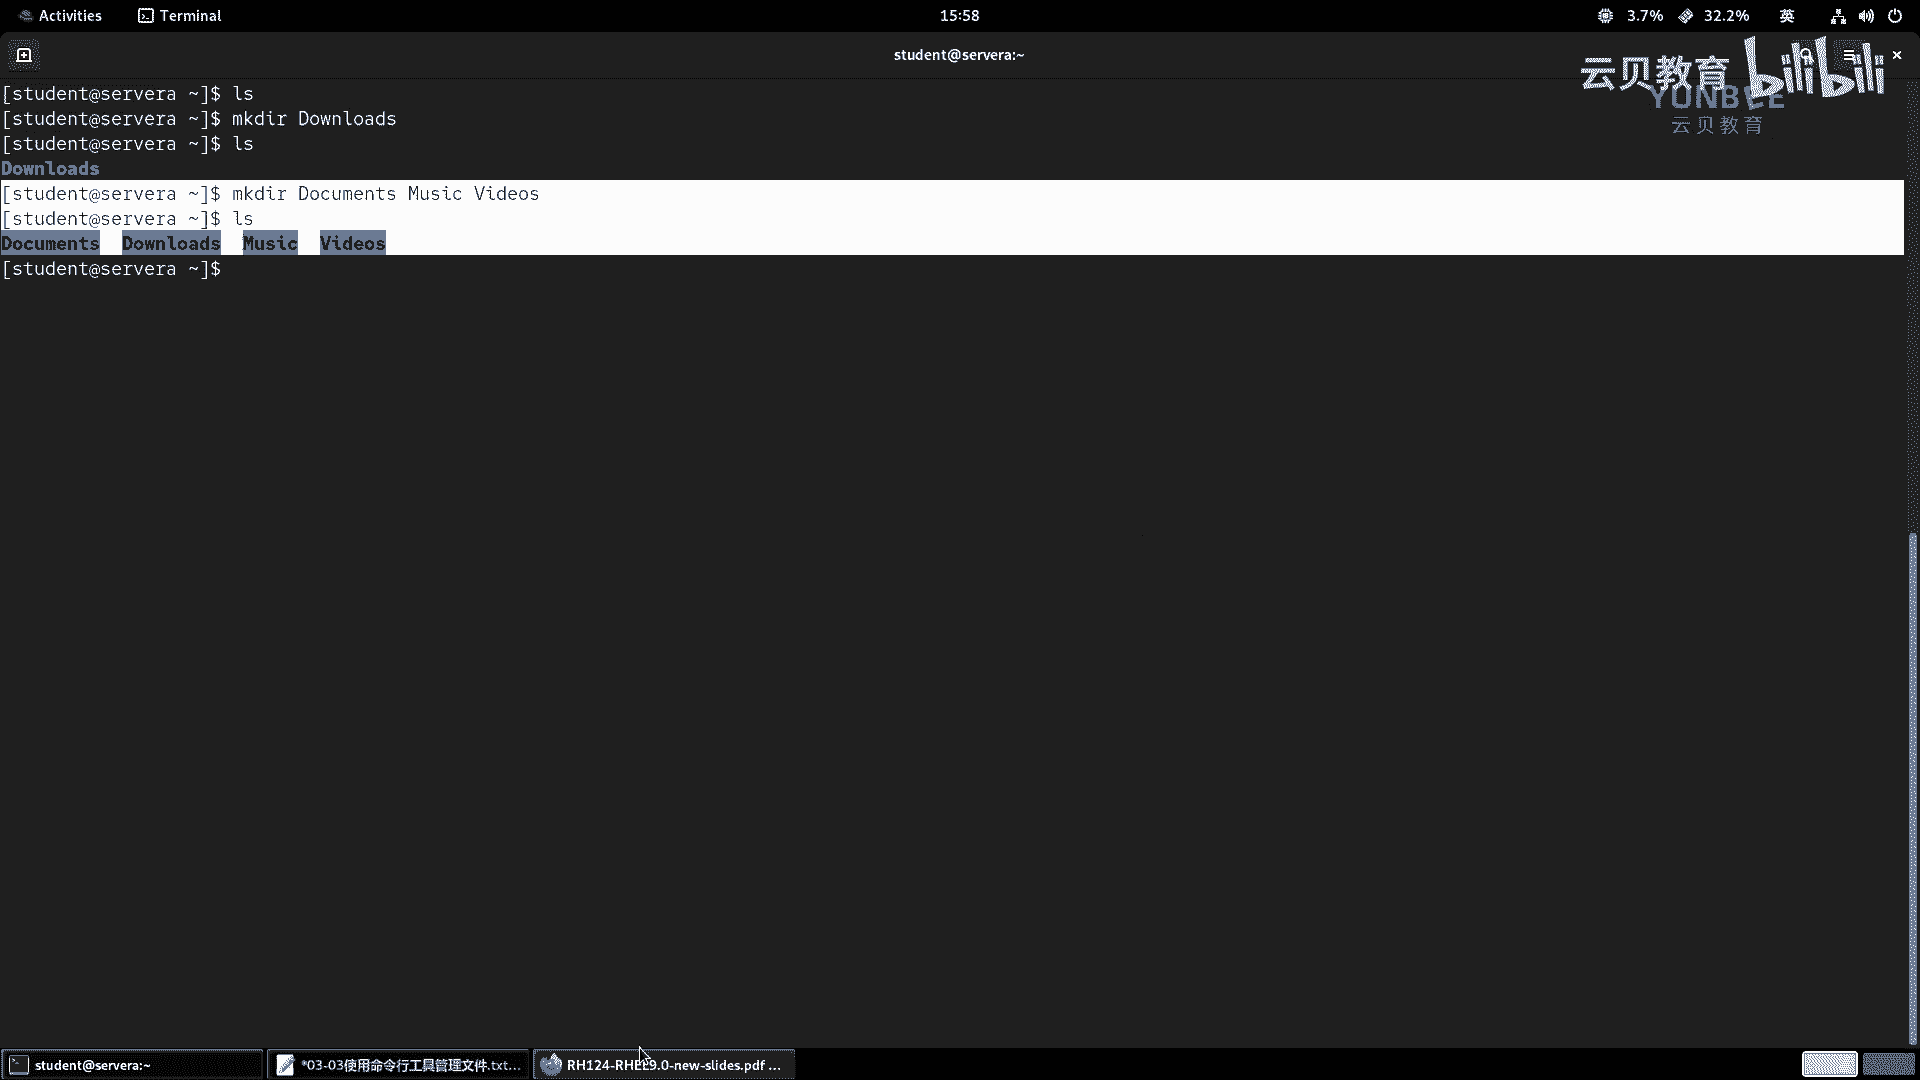 Activities Terminal 15:58 3.7% 32.2% 英
student@servera:~
云贝教育 bilibili
YUNBEE
云贝教育
[student@servera ~]$ ls
[student@servera ~]$ mkdir Downloads
[student@servera ~]$ ls
Downloads
[student@servera ~]$ mkdir Documents Music Videos
[student@servera ~]$ ls
Documents Downloads Music Videos
[student@servera ~]$
student@servera:~ *03-03使用命令行工具管理文件.txt... RH124-RHEL9.0-new-slides.pdf ...